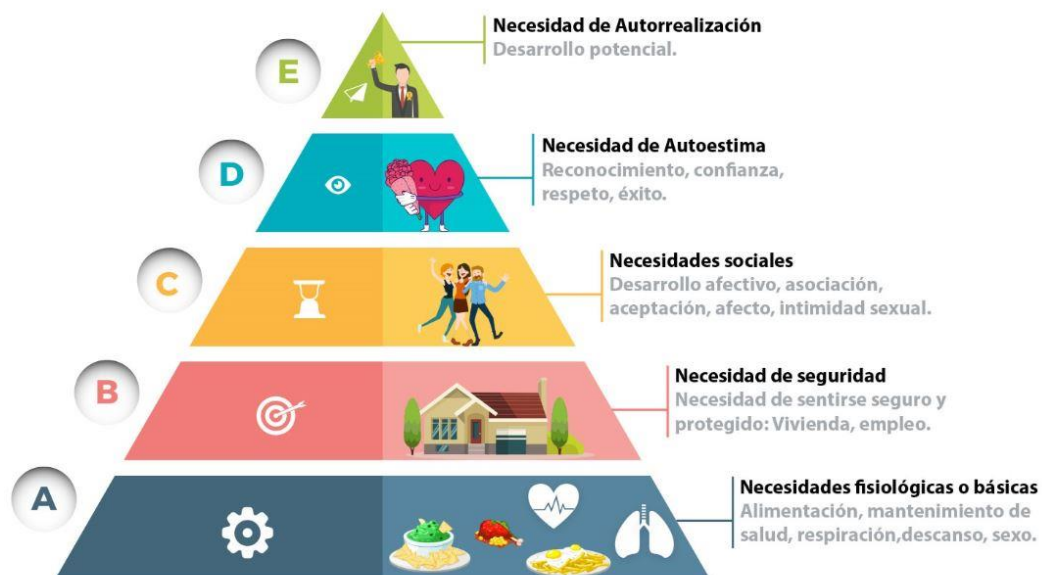 E
Necesidad de Autorrealización
Desarrollo potencial.
D
Necesidad de Autoestima
Reconocimiento, confianza,
respeto, éxito.
C
Necesidades sociales
Desarrollo afectivo, asociación,
aceptación, afecto, intimidad sexual.
B
Necesidad de seguridad
Necesidad de sentirse seguro y
protegido: Vivienda, empleo.
A
Necesidades fisiológicas o básicas
Alimentación, mantenimiento de
salud, respiración,descanso, sexo.